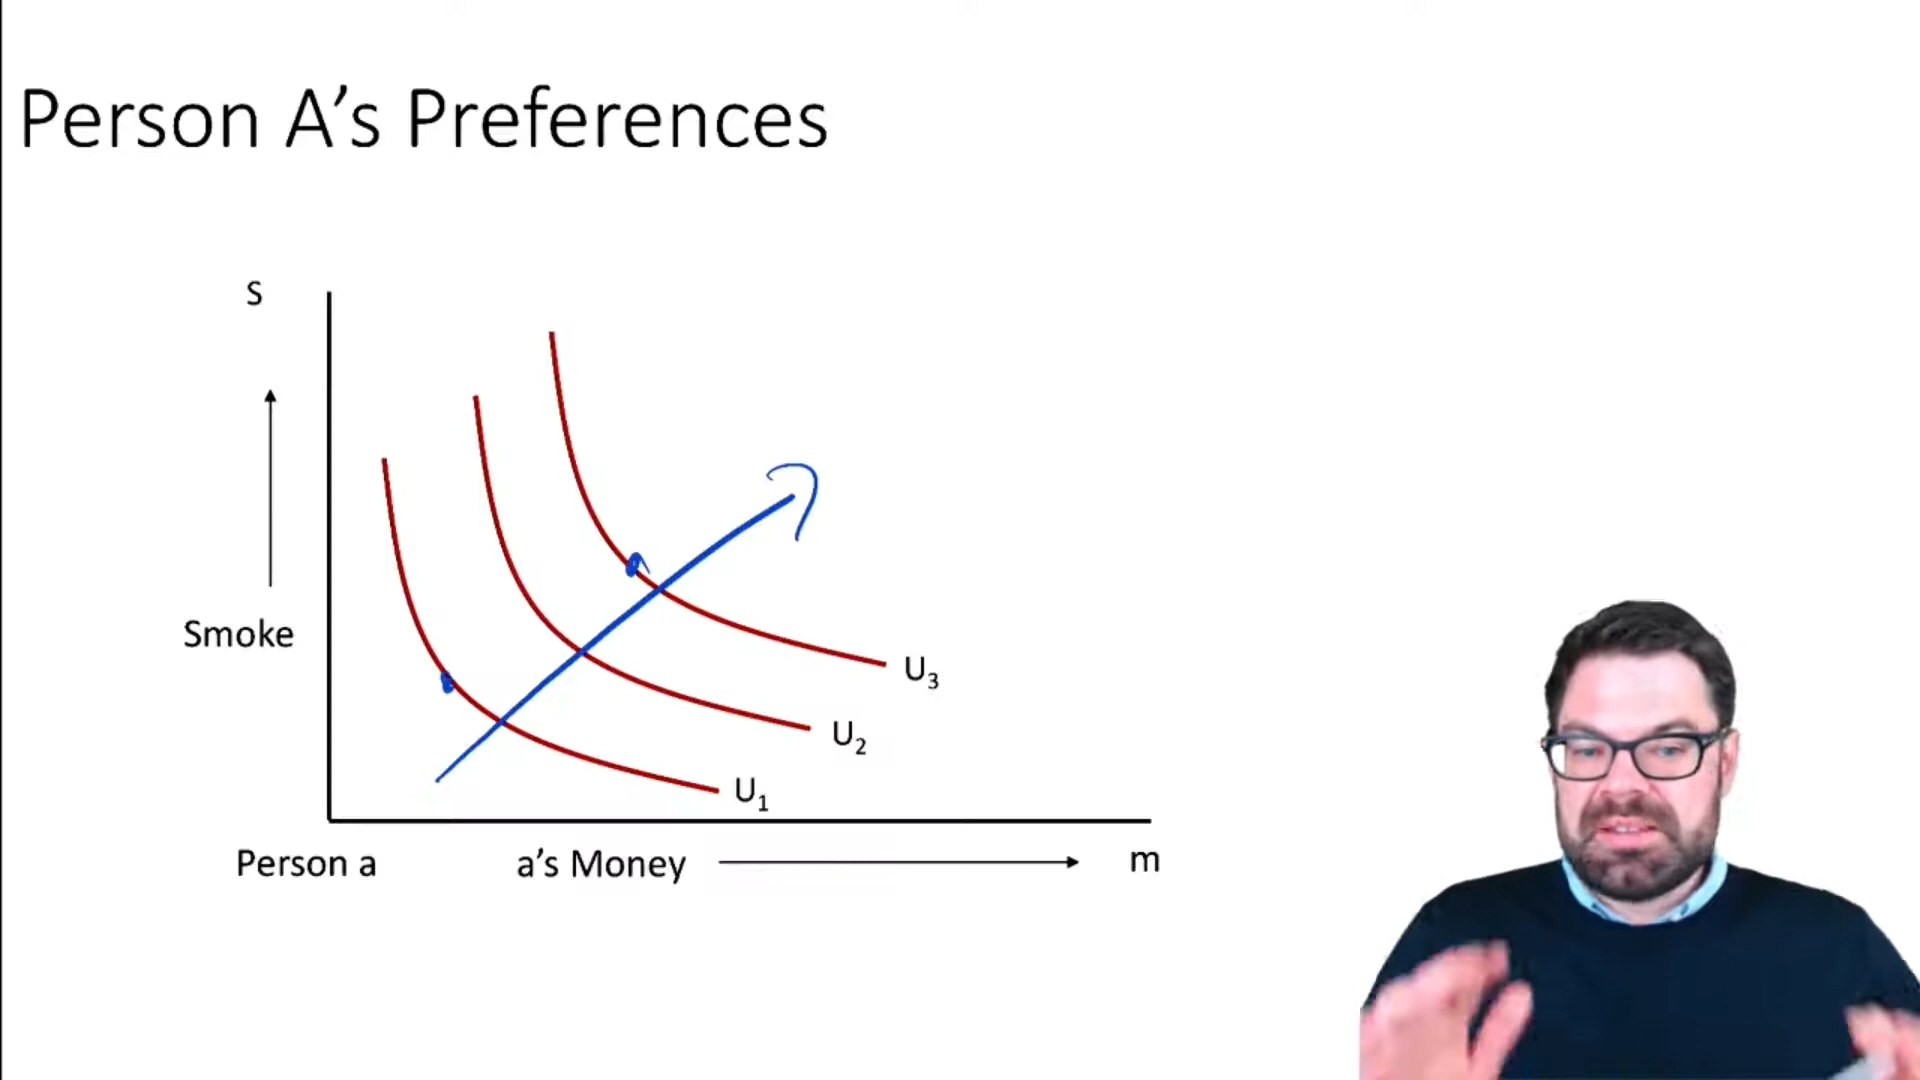 Person A’s Preferences
S
Smoke
U3
U2
U1
Person a
a’s Money
m